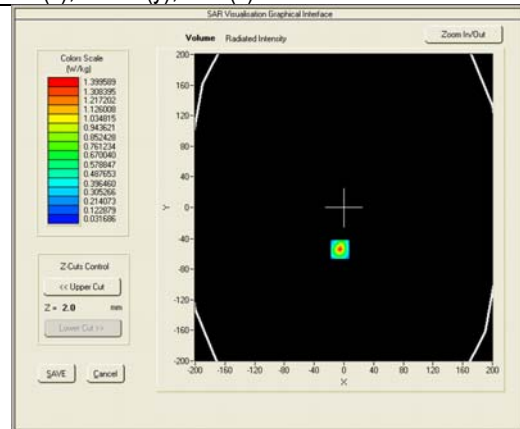 SAR Visualisation Graphical Interface
Volume Radiated Intensity
Zoom In/Out
Colors Scale
(W/kg)
1.399589
1.308395
1.217202
1.126008
1.034815
0.943621
0.852428
0.761234
0.670040
0.578847
0.487653
0.396460
0.305266
0.214073
0.122879
0.031686
Z-Cuts Control
<< Upper Cut
Z = 2.0 mm
Lower Cut >>
SAVE Cancel
200
160
120
80
40
0
-40
-80
-120
-160
-200
Y
-200 -160 -120 -80 -40 0 40 80 120 160 200
X